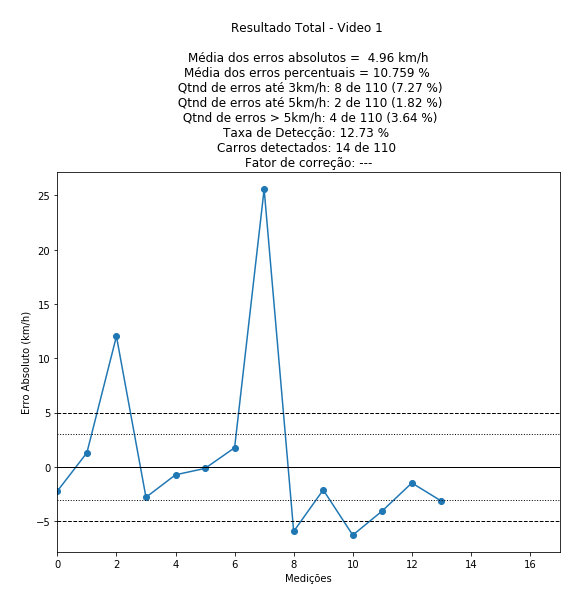 Resultado Total - Video 1
Média dos erros absolutos =  4.96 km/h
Média dos erros percentuais = 10.759 %
Qtnd de erros até 3km/h: 8 de 110 (7.27 %)
Qtnd de erros até 5km/h: 2 de 110 (1.82 %)
Qtnd de erros > 5km/h: 4 de 110 (3.64 %)
Taxa de Detecção: 12.73 %
Carros detectados: 14 de 110
Fator de correção: ---
Erro Absoluto (km/h)
25
20
15
10
5
0
−5
0 2 4 6 8 10 12 14 16
Medições